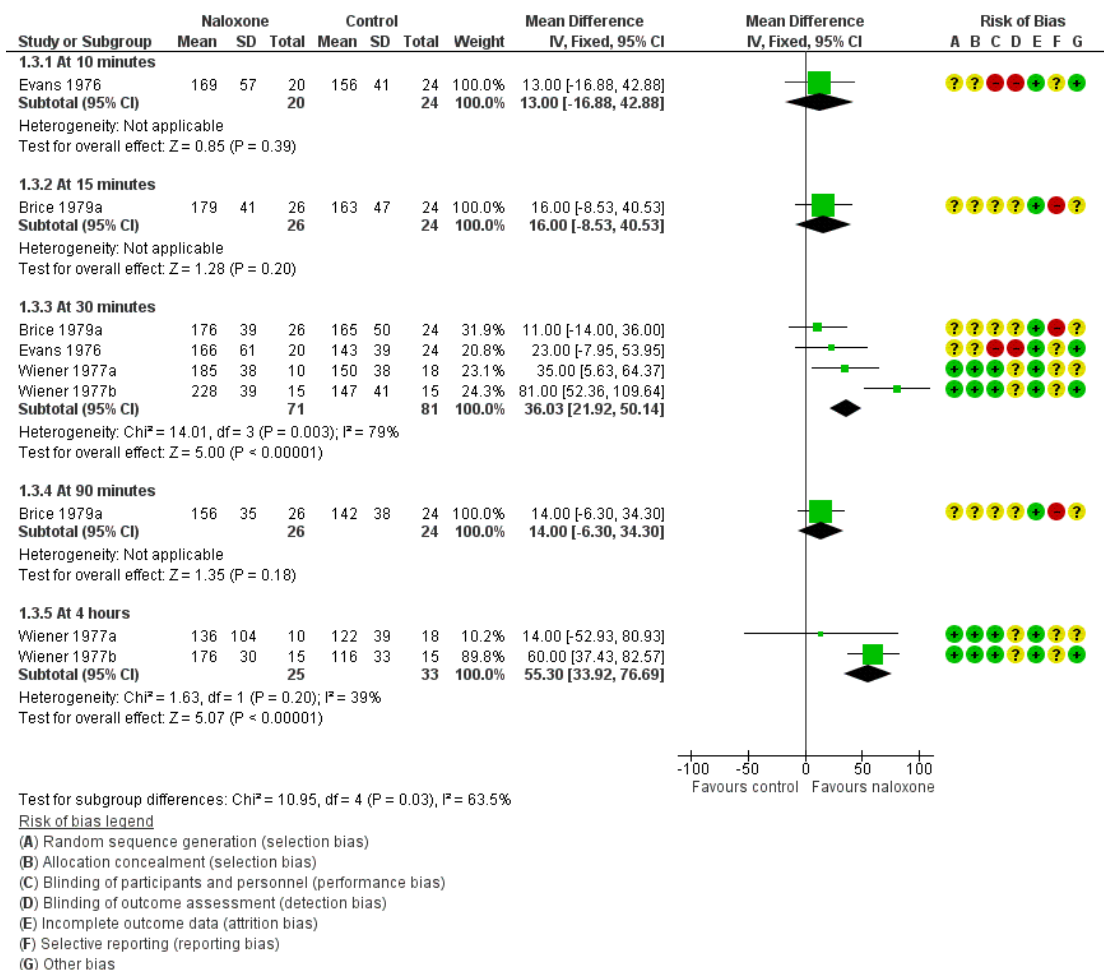 Naloxone Control Mean Difference Mean Difference Risk of Bias
Study or Subgroup Mean SD Total Mean SD Total Weight IV, Fixed, 95% CI IV, Fixed, 95% CI A B C D E F G
1.3.1 At 10 minutes
Evans 1976 169 57 20 156 41 24 100.0% 13.00 [-16.88, 42.88] ? ? - - + ? +
Subtotal (95% CI) 20 24 100.0% 13.00 [-16.88, 42.88]
Heterogeneity: Not applicable
Test for overall effect: Z = 0.85 (P = 0.39)
1.3.2 At 15 minutes
Brice 1979a 179 41 26 163 47 24 100.0% 16.00 [-8.53, 40.53] ? ? ? ? + - ?
Subtotal (95% CI) 26 24 100.0% 16.00 [-8.53, 40.53]
Heterogeneity: Not applicable
Test for overall effect: Z = 1.28 (P = 0.20)
1.3.3 At 30 minutes
Brice 1979a 176 39 26 165 50 24 31.9% 11.00 [-14.00, 36.00] ? ? ? ? + - ?
Evans 1976 166 61 20 143 39 24 20.8% 23.00 [-7.95, 53.95] ? ? - - + ? +
Wiener 1977a 185 38 10 150 38 18 23.1% 35.00 [5.63, 64.37] + + + ? + ? ?
Wiener 1977b 228 39 15 147 41 15 24.3% 81.00 [52.36, 109.64] + + + ? + ? +
Subtotal (95% CI) 71 81 100.0% 36.03 [21.92, 50.14]
Heterogeneity: Chi² = 14.01, df = 3 (P = 0.003); I² = 79%
Test for overall effect: Z = 5.00 (P < 0.00001)
1.3.4 At 90 minutes
Brice 1979a 156 35 26 142 38 24 100.0% 14.00 [-6.30, 34.30] ? ? ? ? + - ?
Subtotal (95% CI) 26 24 100.0% 14.00 [-6.30, 34.30]
Heterogeneity: Not applicable
Test for overall effect: Z = 1.35 (P = 0.18)
1.3.5 At 4 hours
Wiener 1977a 136 104 10 122 39 18 10.2% 14.00 [-52.93, 80.93] + + + ? + ? ?
Wiener 1977b 176 30 15 116 33 15 89.8% 60.00 [37.43, 82.57] + + + ? + ? +
Subtotal (95% CI) 25 33 100.0% 55.30 [33.92, 76.69]
Heterogeneity: Chi² = 1.63, df = 1 (P = 0.20); I² = 39%
Test for overall effect: Z = 5.07 (P < 0.00001)
-100 -50 0 50 100
Favours control Favours naloxone
Test for subgroup differences: Chi² = 10.95, df = 4 (P = 0.03), I² = 63.5%
Risk of bias legend
(A) Random sequence generation (selection bias)
(B) Allocation concealment (selection bias)
(C) Blinding of participants and personnel (performance bias)
(D) Blinding of outcome assessment (detection bias)
(E) Incomplete outcome data (attrition bias)
(F) Selective reporting (reporting bias)
(G) Other bias